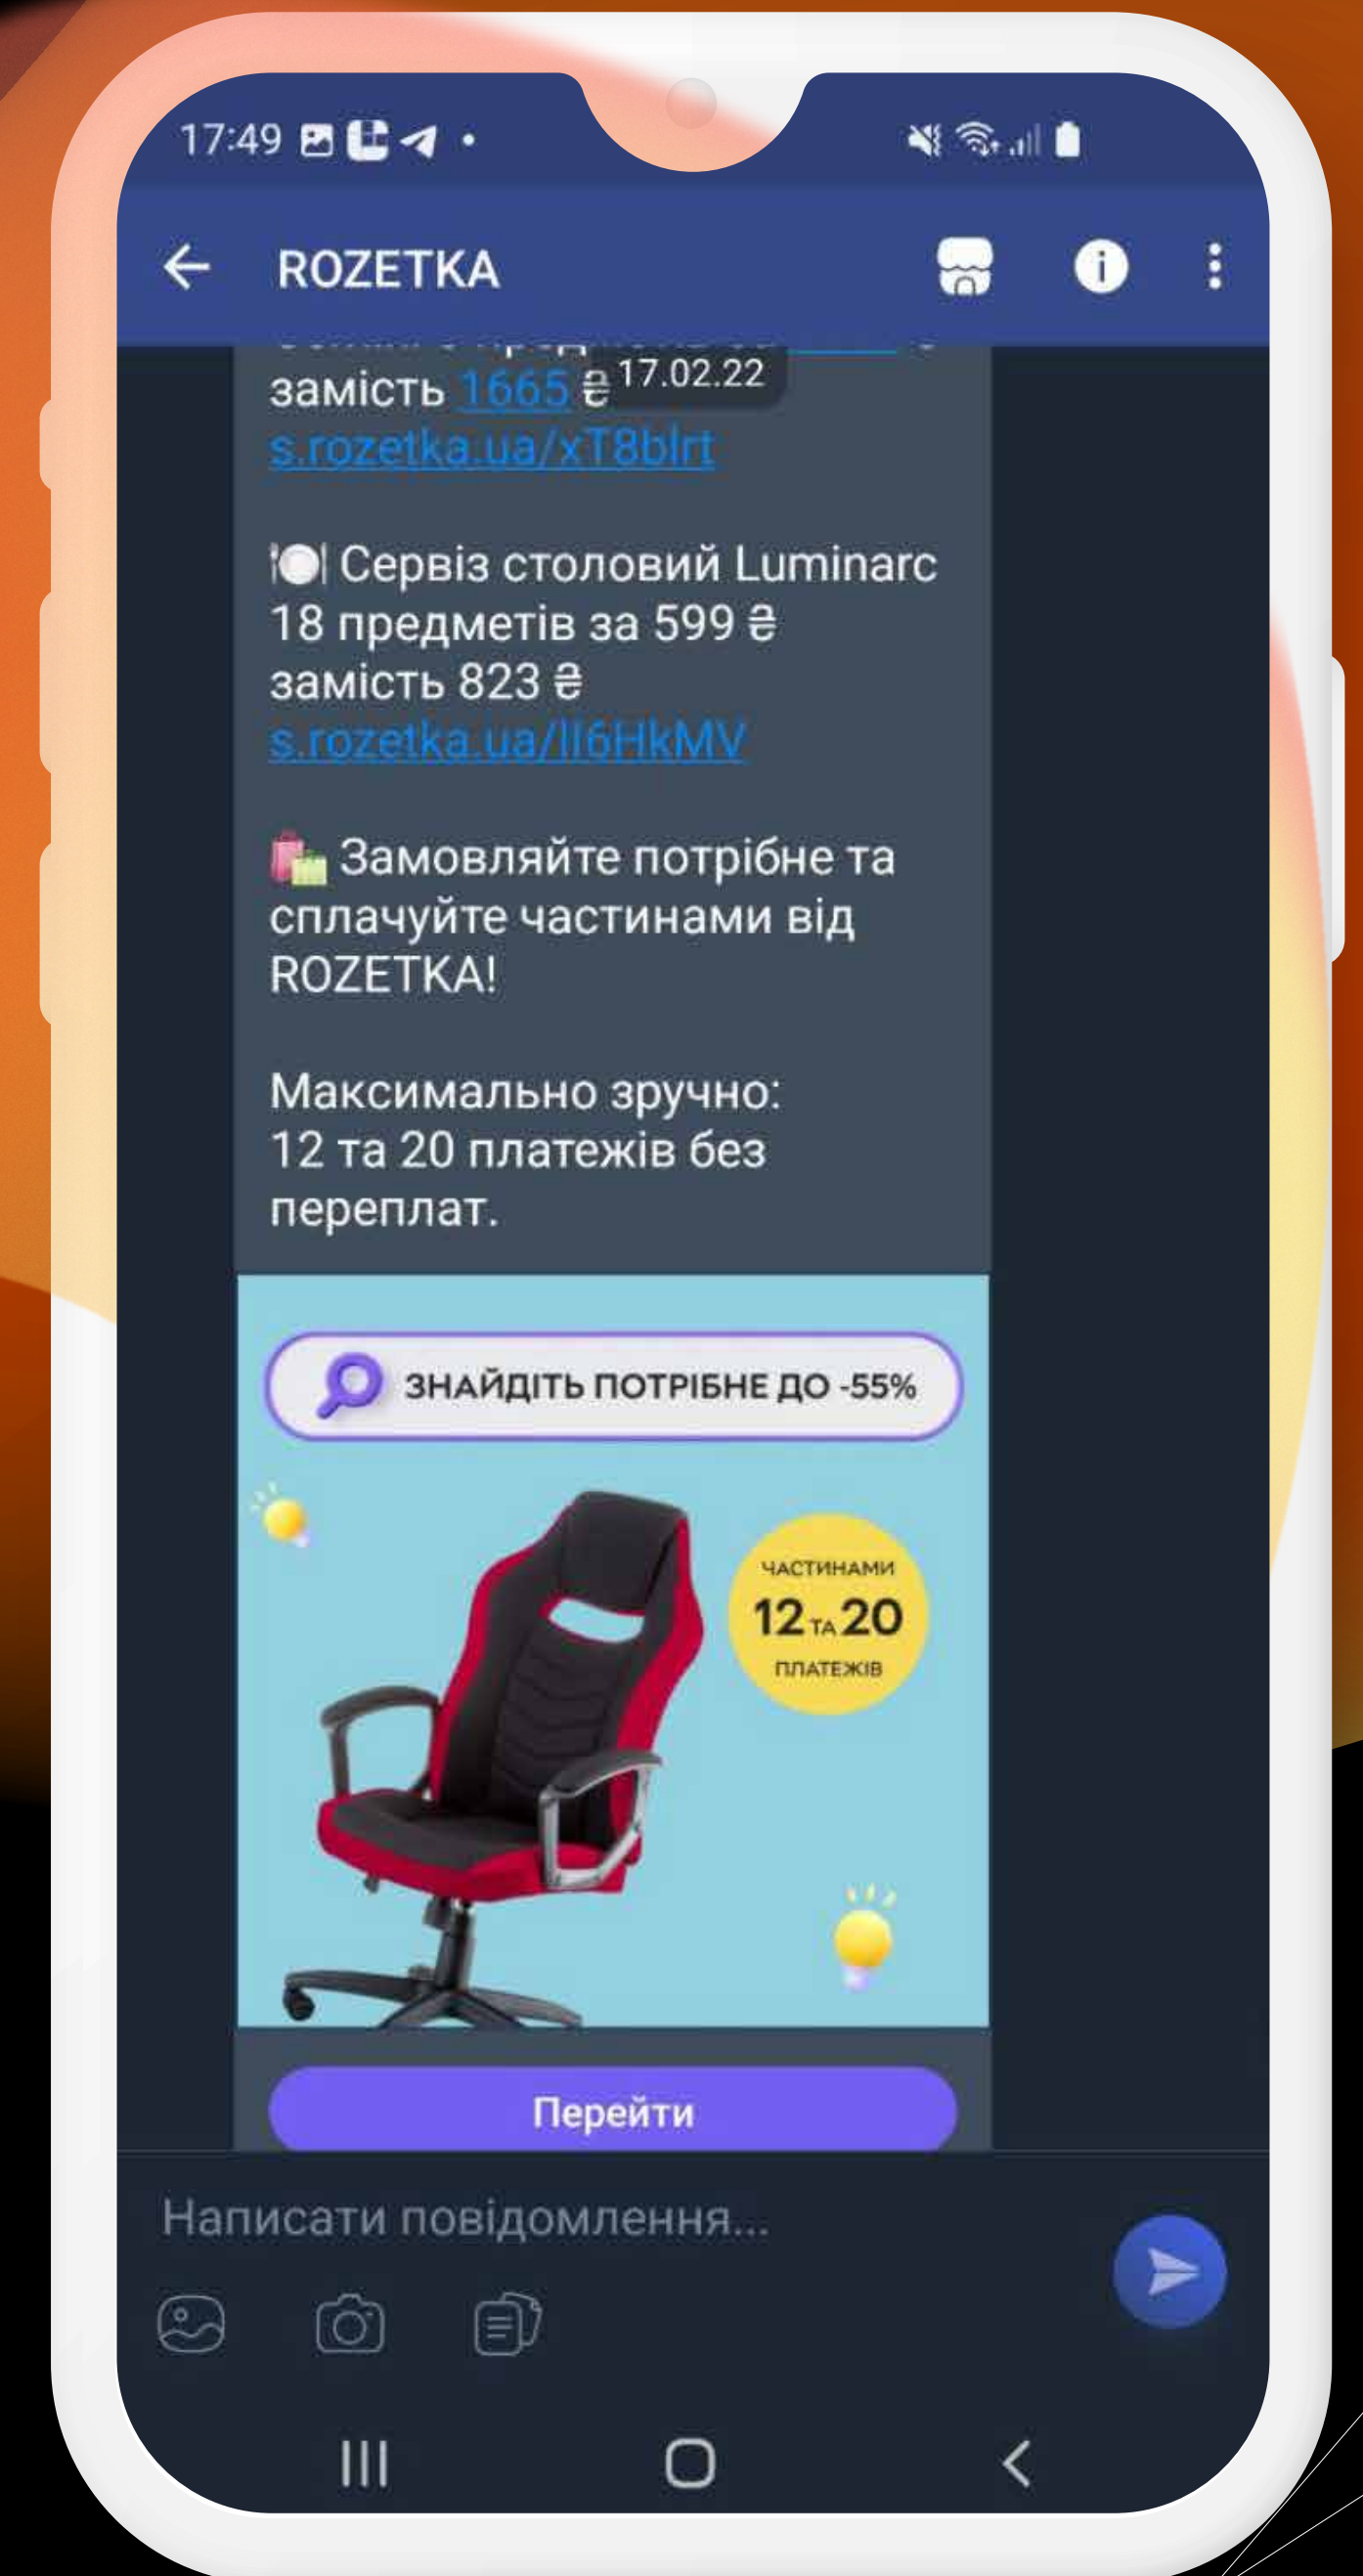 17:49
ROZETKA
17.02.22
замість 1665 ₴
s.rozetka.ua/xT8blrt
Сервіз столовий Luminarc
18 предметів за 599 ₴
замість 823 ₴
s.rozetka.ua/ll6HkMV
Замовляйте потрібне та
сплачуйте частинами від
ROZETKA!
Максимально зручно:
12 та 20 платежів без
переплат.
ЗНАЙДІТЬ ПОТРІБНЕ ДО -55%
ЧАСТИНАМИ
12 ТА 20
ПЛАТЕЖІВ
Перейти
Написати повідомлення...